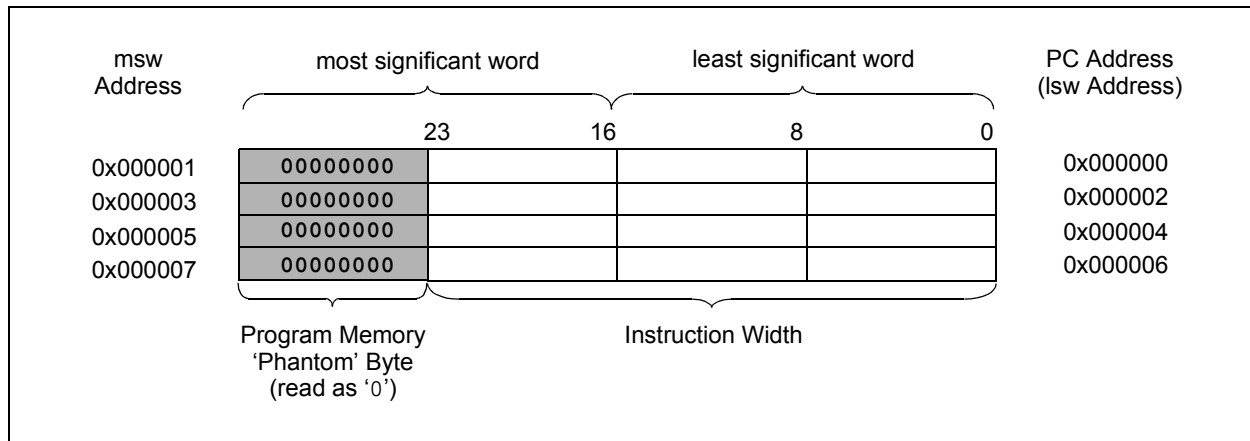 msw
Address
most significant word
least significant word
PC Address
(lsw Address)
23
16
8
0
0x000001
00000000
0x000000
0x000003
00000000
0x000002
0x000005
00000000
0x000004
0x000007
00000000
0x000006
Program Memory
‘Phantom’ Byte
(read as ‘0’)
Instruction Width